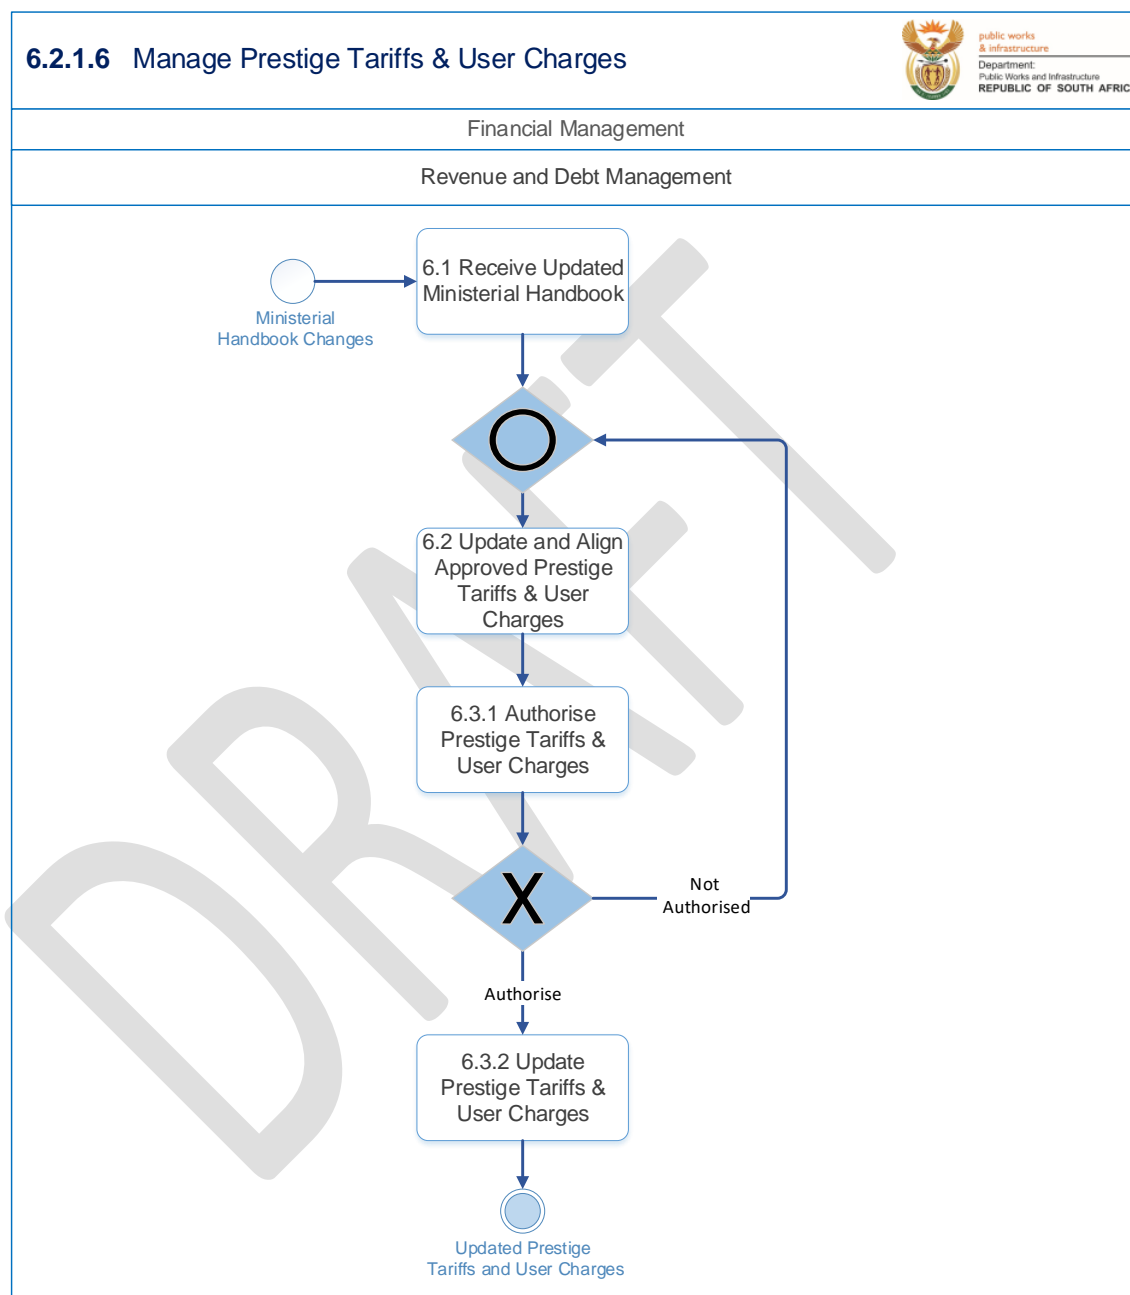 6.2.1.6 Manage Prestige Tariffs & User Charges
public works
& infrastructure
Department:
Public Works and Infrastructure
REPUBLIC OF SOUTH AFRIC
Financial Management
Revenue and Debt Management
6.1 Receive Updated
Ministerial Handbook
Ministerial
Handbook Changes
6.2 Update and Align
Approved Prestige
Tariffs & User
Charges
6.3.1 Authorise
Prestige Tariffs &
User Charges
X
Not
Authorised
Authorise
6.3.2 Update
Prestige Tariffs &
User Charges
Updated Prestige
Tariffs and User Charges
DRAFT